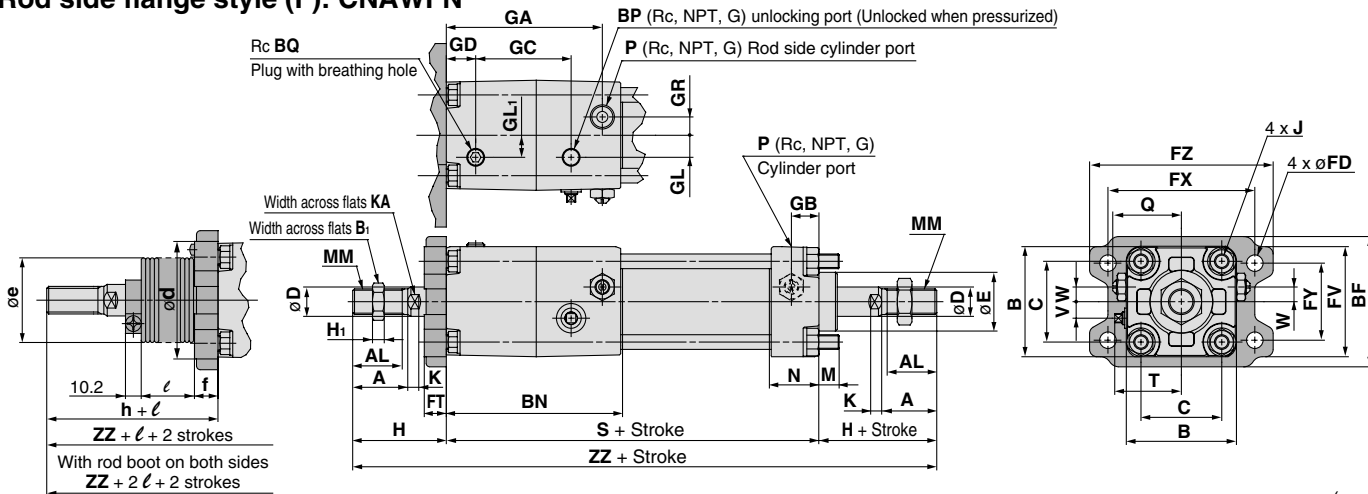 Rod side flange style (F): CNAWFN
GA
BP (Rc, NPT, G) unlocking port (Unlocked when pressurized)
GD
GC
P (Rc, NPT, G) Rod side cylinder port
Rc BQ
Plug with breathing hole
GR
GL1
GL
P (Rc, NPT, G)
Cylinder port
4 x J
FZ
4 x øFD
FX
Q
GB
Width across flats KA
Width across flats B1
MM
MM
øe
ød
øD
øD
øE
B
C
VW
W
FY
FV
BF
H1
AL
A
K
N
M
AL
T
10.2
ℓ
f
FT
BN
K
A
C
h + ℓ
H
S + Stroke
H + Stroke
B
ZZ + ℓ + 2 strokes
ZZ + Stroke
With rod boot on both sides
ZZ + 2 ℓ + 2 strokes